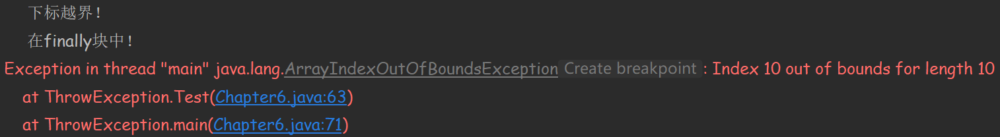 下标越界！
在finally块中！
Exception in thread "main" java.lang.ArrayIndexOutOfBoundsException Create breakpoint : Index 10 out of bounds for length 10
at ThrowException.Test(Chapter6.java:63)
at ThrowException.main(Chapter6.java:71)